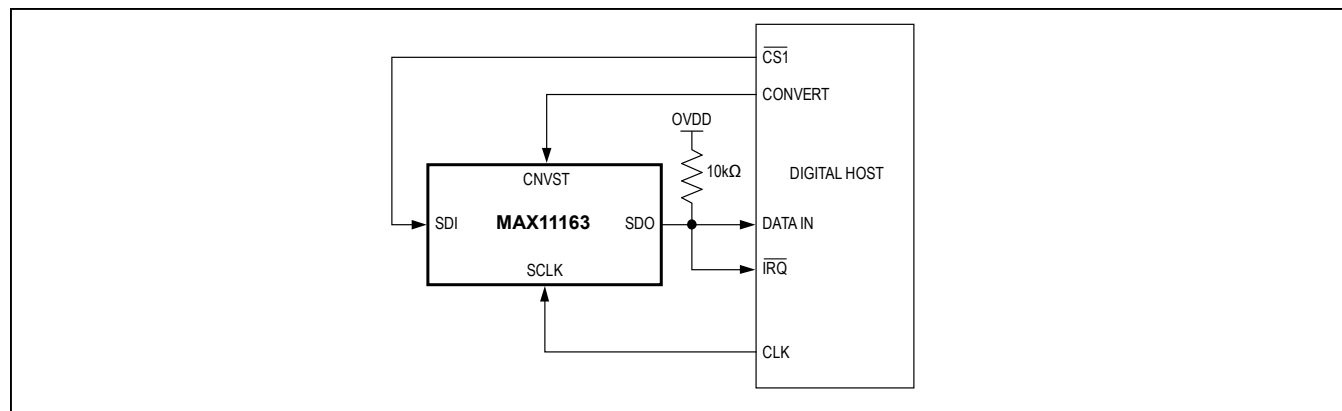 CS1
CONVERT
OVDD
10kΩ
DIGITAL HOST
CNVST
SDI
MAX11163
SDO
DATA IN
IRQ
SCLK
CLK